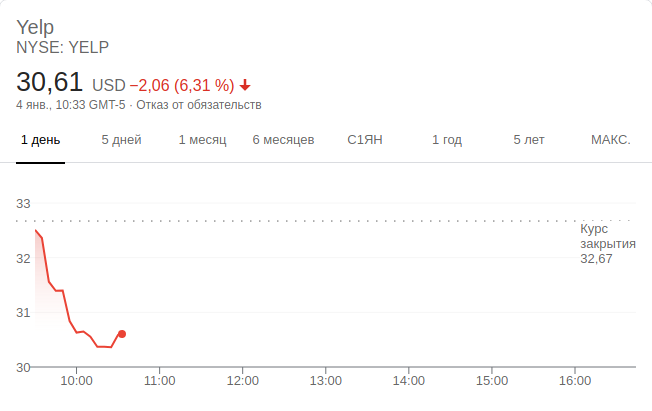 Yelp
NYSE: YELP
30,61 USD −2,06 (6,31 %)
4 янв., 10:33 GMT-5 · Отказ от обязательств
1 день 5 дней 1 месяц 6 месяцев С1ЯН 1 год 5 лет МАКС.
33
Курс
закрытия
32,67
32
31
30
10:00 11:00 12:00 13:00 14:00 15:00 16:00